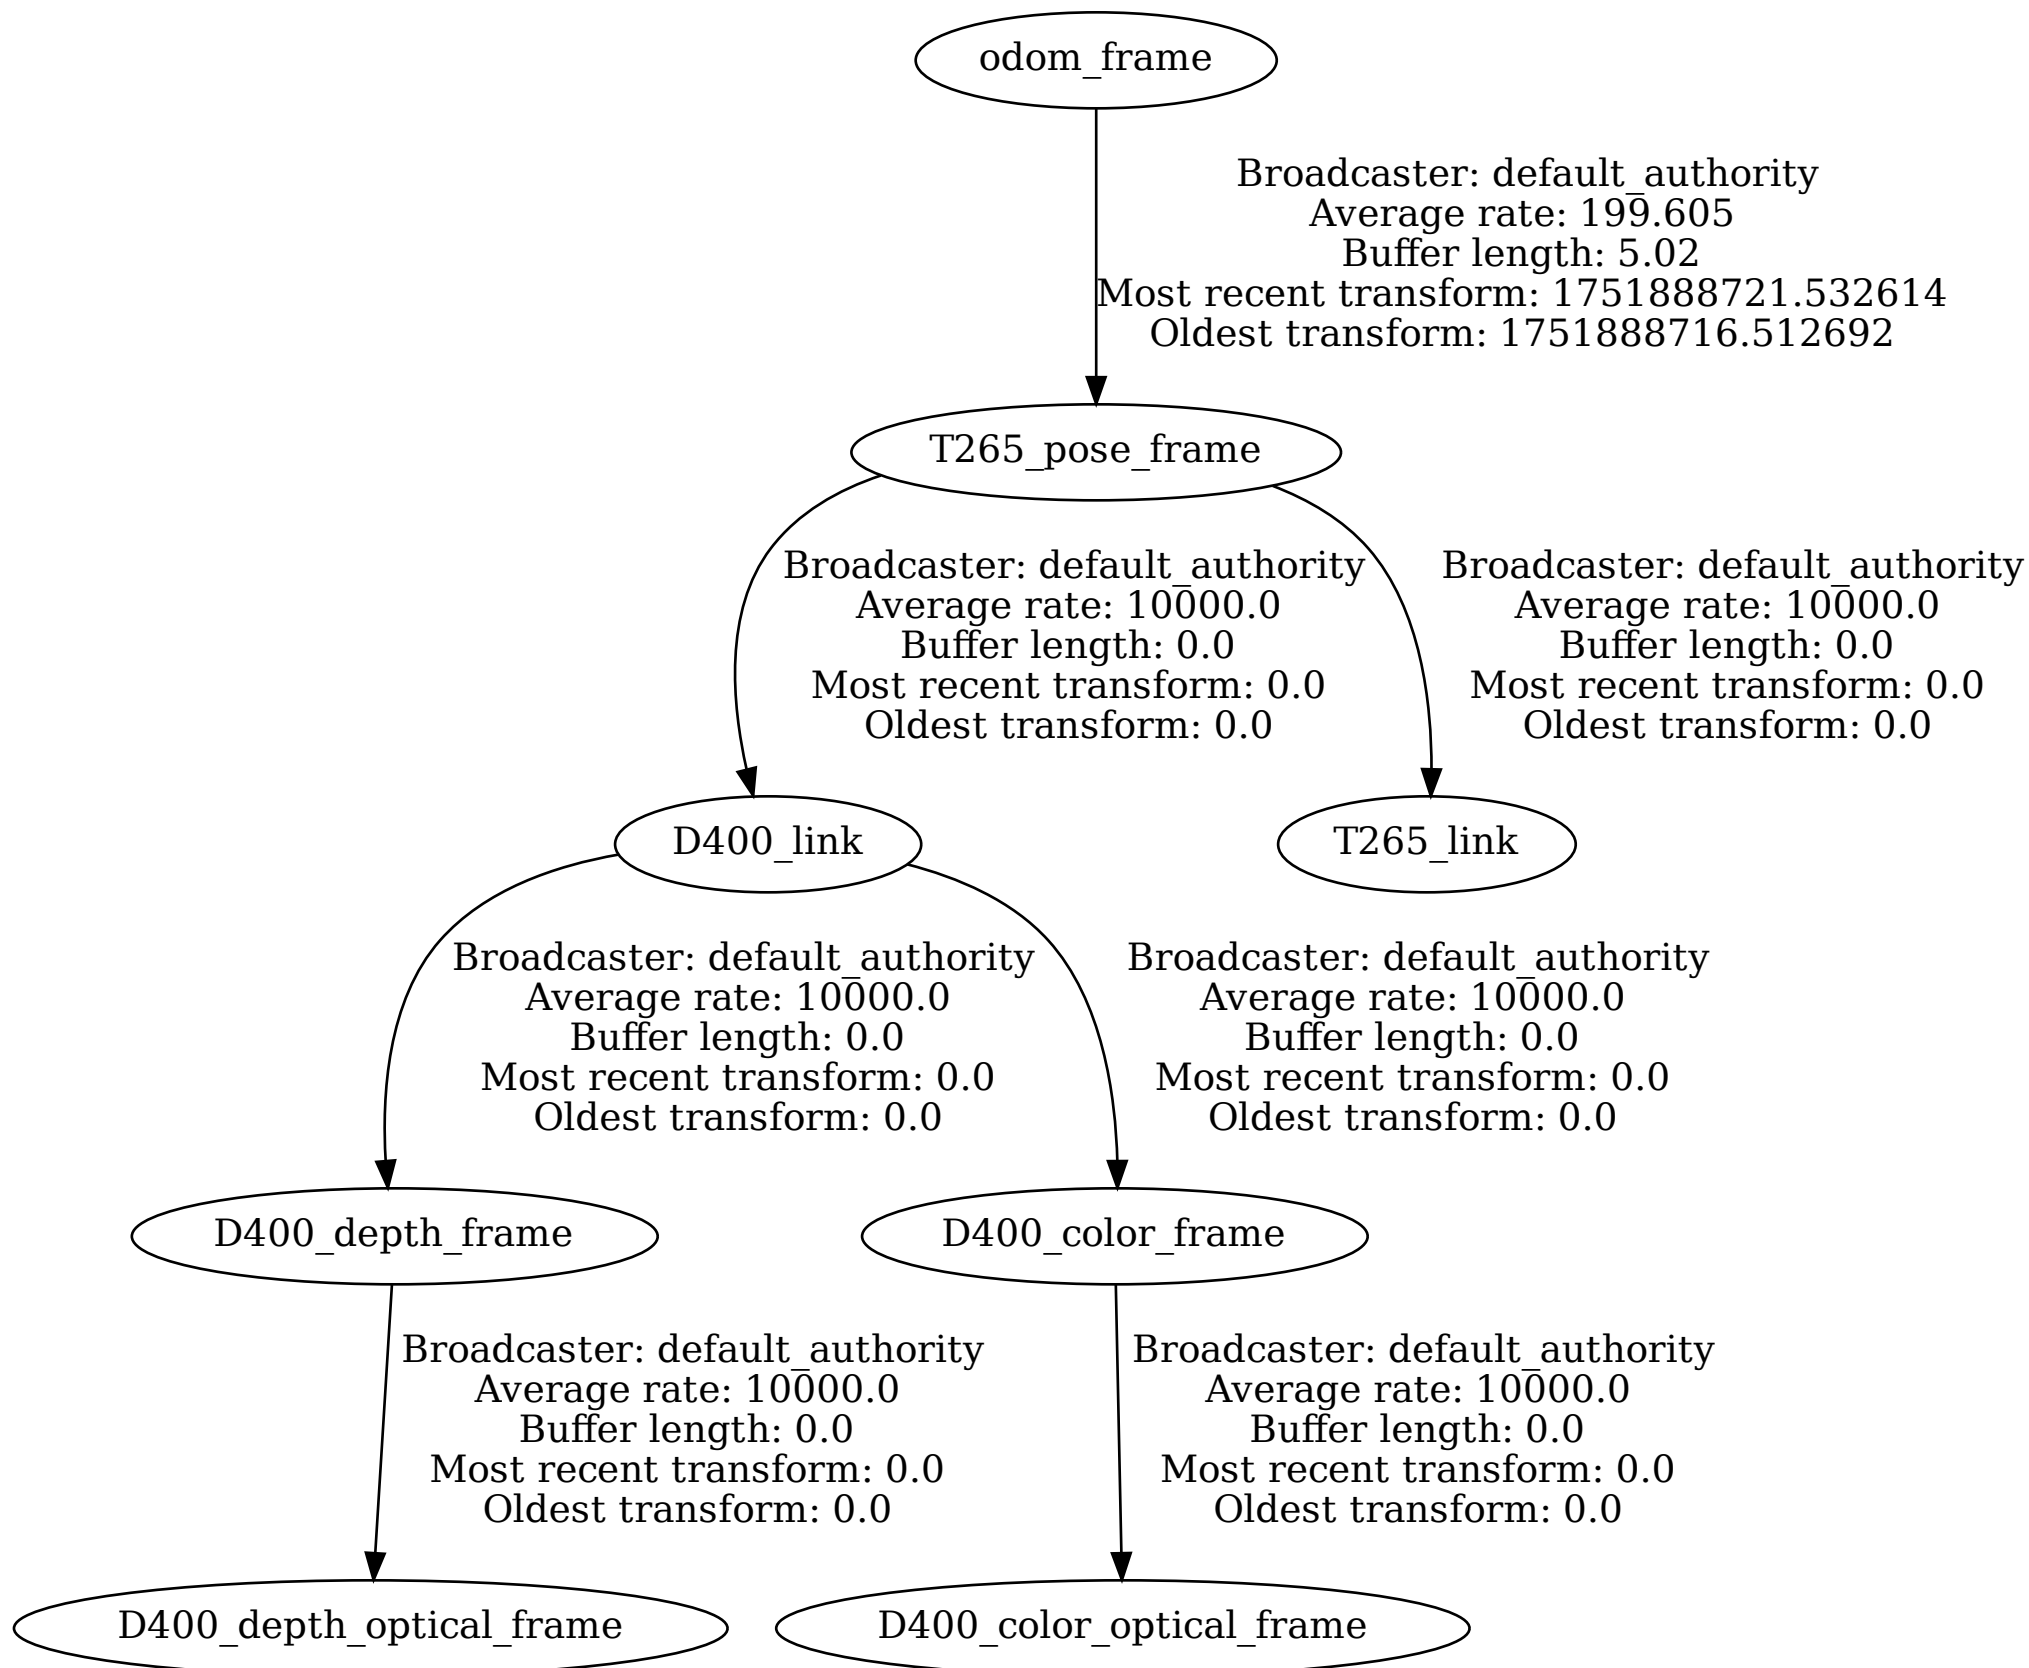 odom_frame
Broadcaster: default_authority
Average rate: 199.605
Buffer length: 5.02
Most recent transform: 1751888721.532614
Oldest transform: 1751888716.512692
T265_pose_frame
Broadcaster: default_authority
Average rate: 10000.0
Buffer length: 0.0
Most recent transform: 0.0
Oldest transform: 0.0
Broadcaster: default_authority
Average rate: 10000.0
Buffer length: 0.0
Most recent transform: 0.0
Oldest transform: 0.0
D400_link
T265_link
Broadcaster: default_authority
Average rate: 10000.0
Buffer length: 0.0
Most recent transform: 0.0
Oldest transform: 0.0
Broadcaster: default_authority
Average rate: 10000.0
Buffer length: 0.0
Most recent transform: 0.0
Oldest transform: 0.0
D400_depth_frame
D400_color_frame
Broadcaster: default_authority
Average rate: 10000.0
Buffer length: 0.0
Most recent transform: 0.0
Oldest transform: 0.0
Broadcaster: default_authority
Average rate: 10000.0
Buffer length: 0.0
Most recent transform: 0.0
Oldest transform: 0.0
D400_depth_optical_frame
D400_color_optical_frame